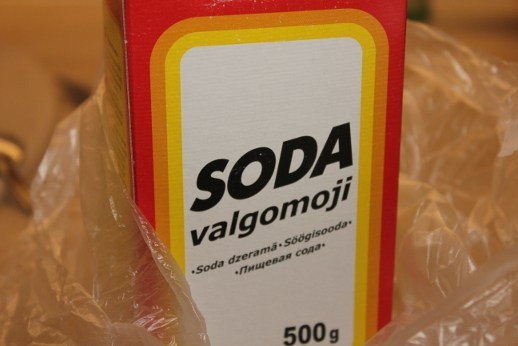 SODA
valgomoji
•Soda dzeramā•Söögisooda•
•Пищевая сода•
500g